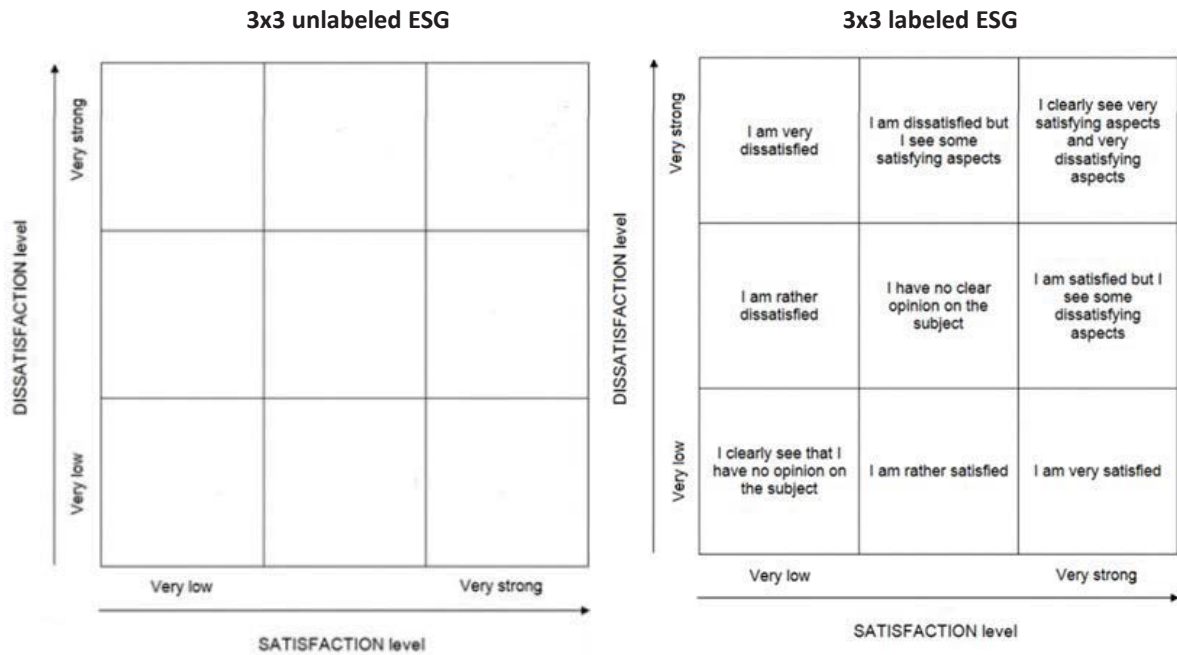 3x3 unlabeled ESG
DISSATISFACTION level
Very strong
Very low
Very low
Very strong
SATISFACTION level
3x3 labeled ESG
DISSATISFACTION level
Very strong
Very low
I am very
dissatisfied
I am dissatisfied but
I see some
satisfying aspects
I clearly see very
satisfying aspects
and very
dissatisfying
aspects
I am rather
dissatisfied
I have no clear
opinion on the
subject
I am satisfied but I
see some
dissatisfying
aspects
I clearly see that I
have no opinion on
the subject
I am rather satisfied
I am very satisfied
Very low
Very strong
SATISFACTION level